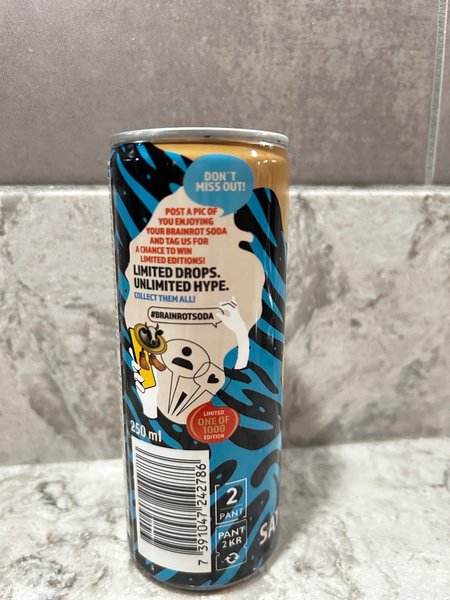 DON'T
MISS OUT!
POST A PIC OF
YOU ENJOYING
YOUR BRAINROT SODA
AND TAG US FOR
A CHANCE TO WIN
LIMITED EDITIONS!
LIMITED DROPS.
UNLIMITED HYPE.
COLLECT THEM ALL!
#BRAINROTSODA
LIMITED
ONE OF
1000
EDITION
250 ml
7 391047 242786
2
PANT
PANT
2 KR